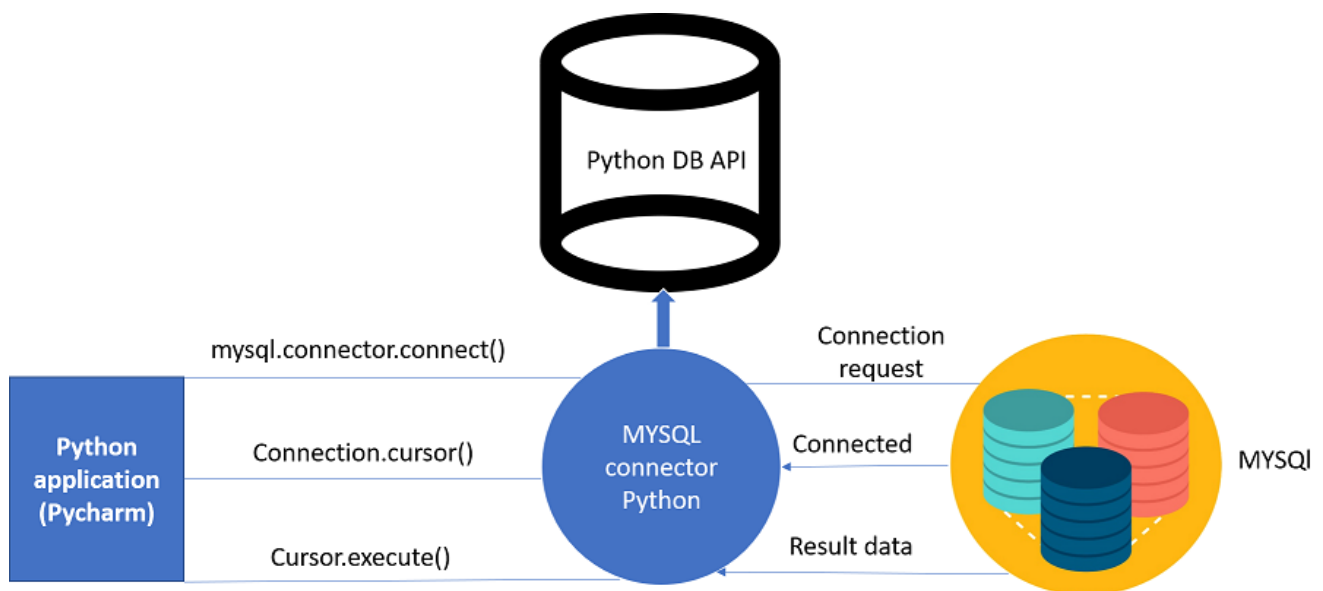 Python DB API
mysql.connector.connect()
Connection
request
Python
application
(Pycharm)
Connection.cursor()
MYSQL
connector
Python
Connected
MYSQl
Cursor.execute()
Result data